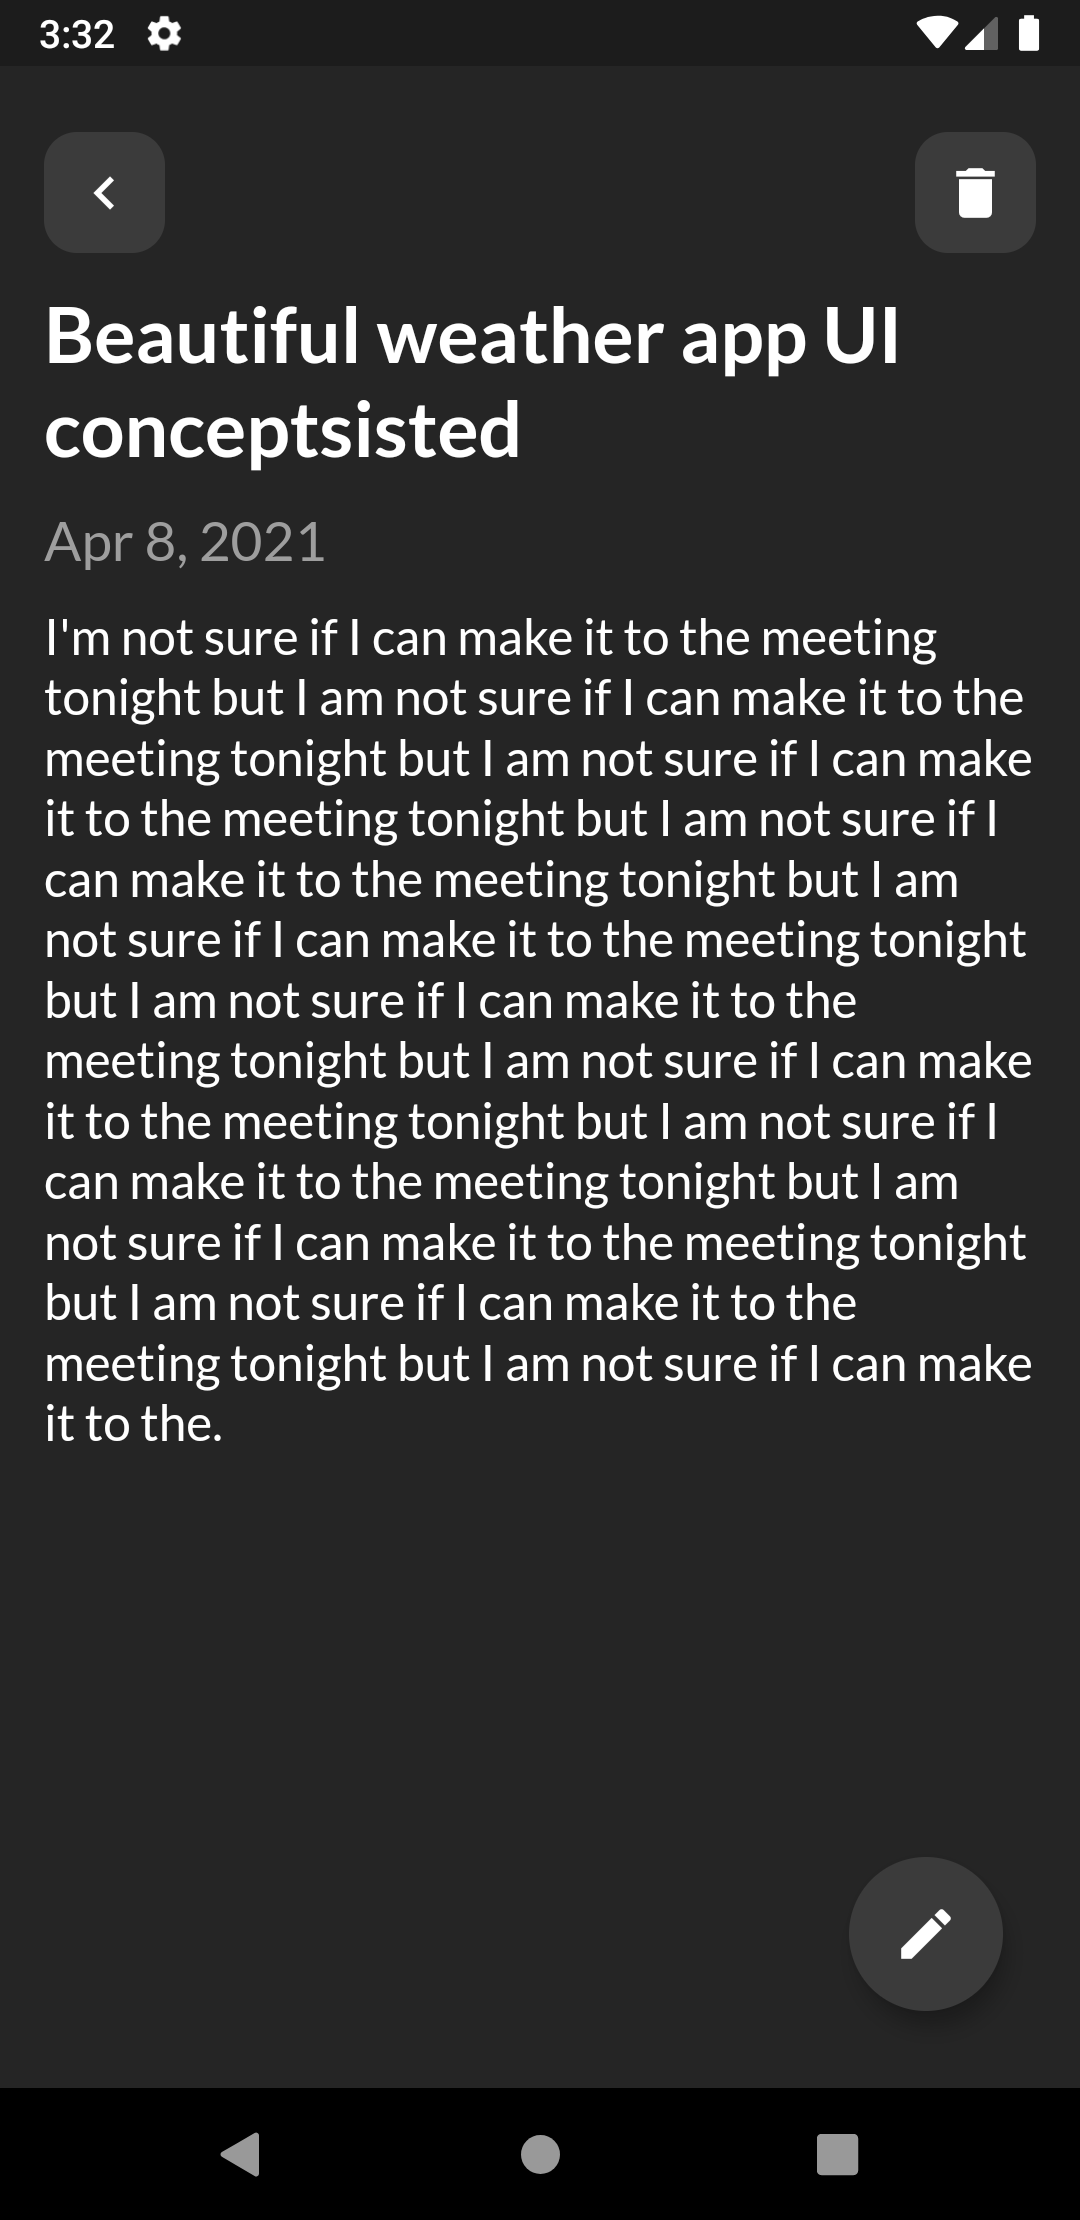 3:32
Beautiful weather app UI
conceptsisted
Apr 8, 2021
I'm not sure if I can make it to the meeting
tonight but I am not sure if I can make it to the
meeting tonight but I am not sure if I can make
it to the meeting tonight but I am not sure if I
can make it to the meeting tonight but I am
not sure if I can make it to the meeting tonight
but I am not sure if I can make it to the
meeting tonight but I am not sure if I can make
it to the meeting tonight but I am not sure if I
can make it to the meeting tonight but I am
not sure if I can make it to the meeting tonight
but I am not sure if I can make it to the
meeting tonight but I am not sure if I can make
it to the.